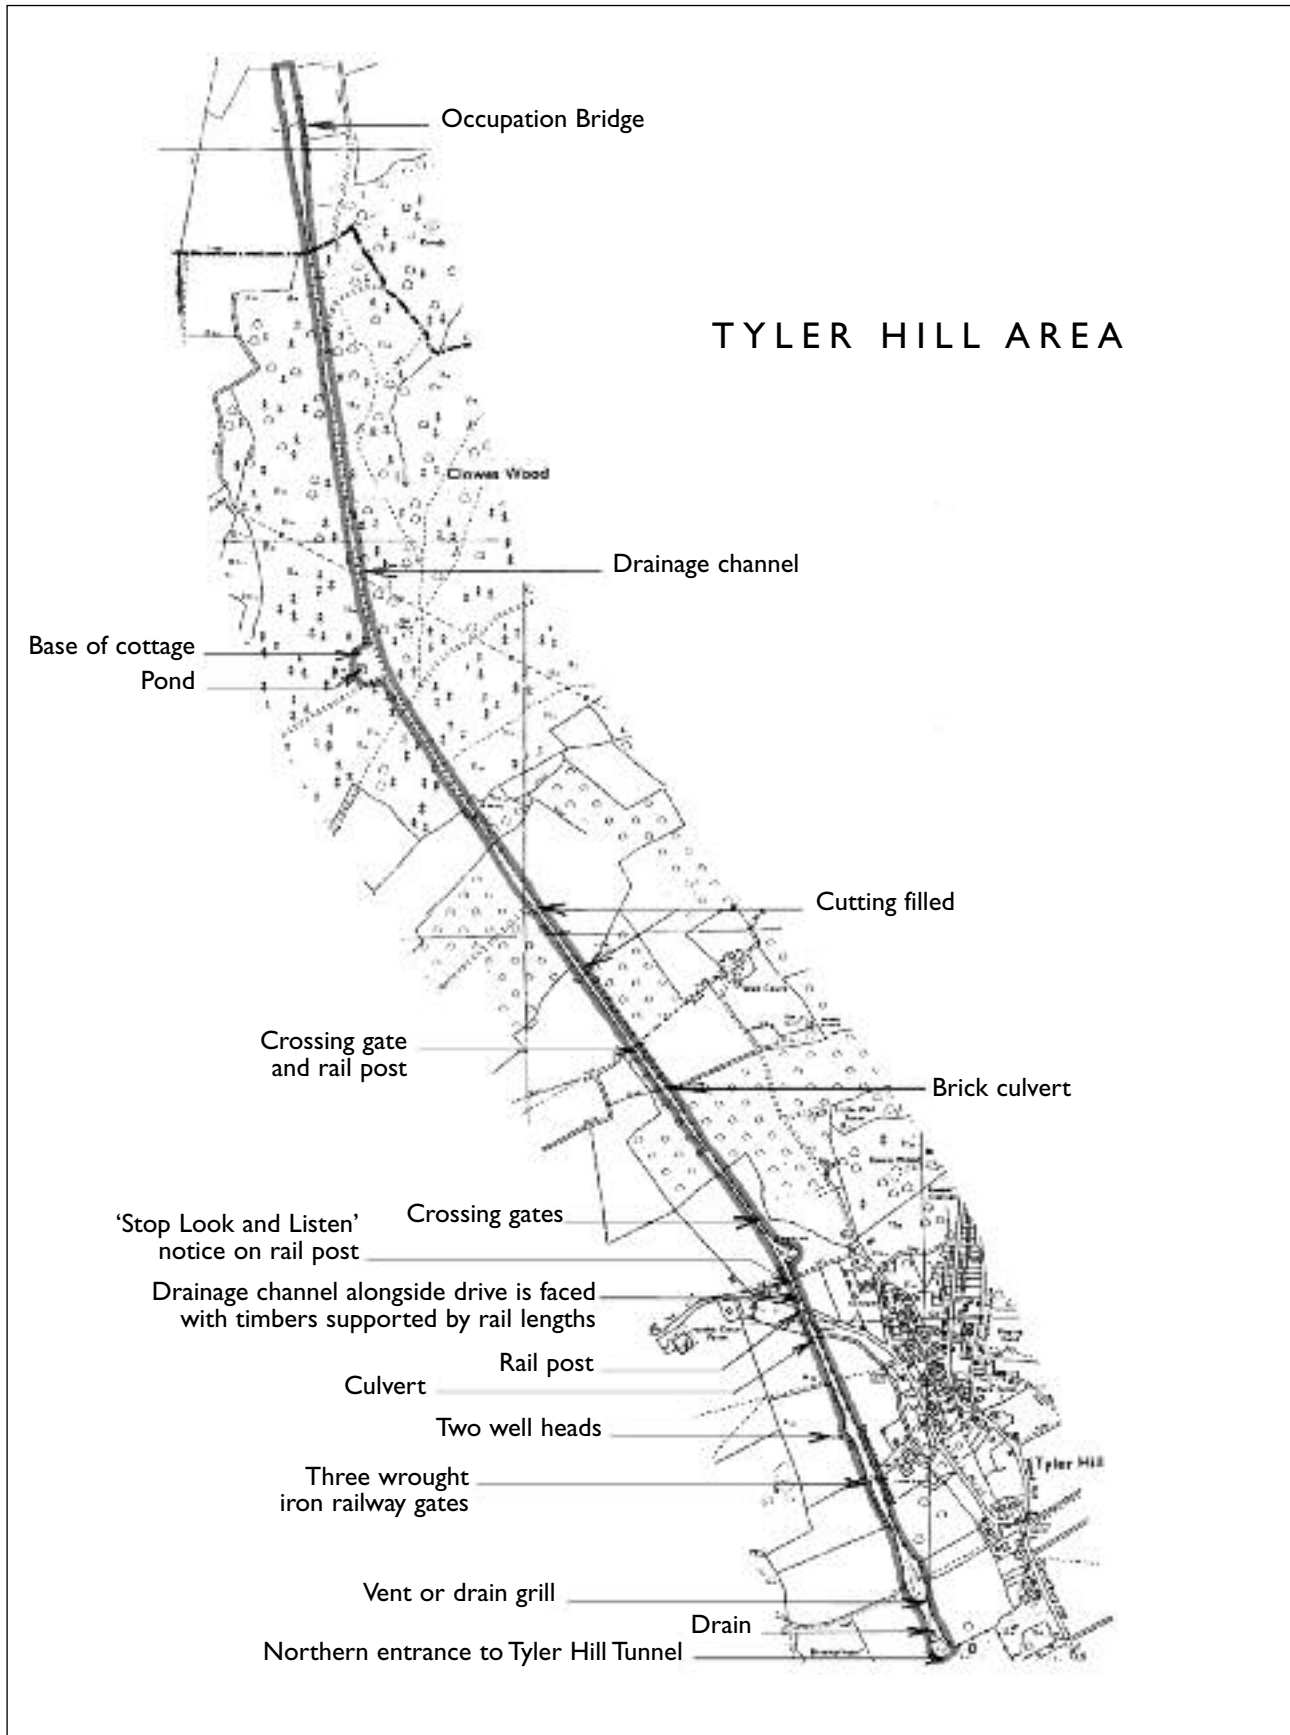 Occupation Bridge
TYLER HILL AREA
Clowes Wood
Drainage channel
Base of cottage
Pond
Cutting filled
Crossing gate
and rail post
Brick culvert
Crossing gates
‘Stop Look and Listen’
notice on rail post
Drainage channel alongside drive is faced
with timbers supported by rail lengths
Rail post
Culvert
Two well heads
Tyler Hill
Three wrought
iron railway gates
Vent or drain grill
Drain
Northern entrance to Tyler Hill Tunnel